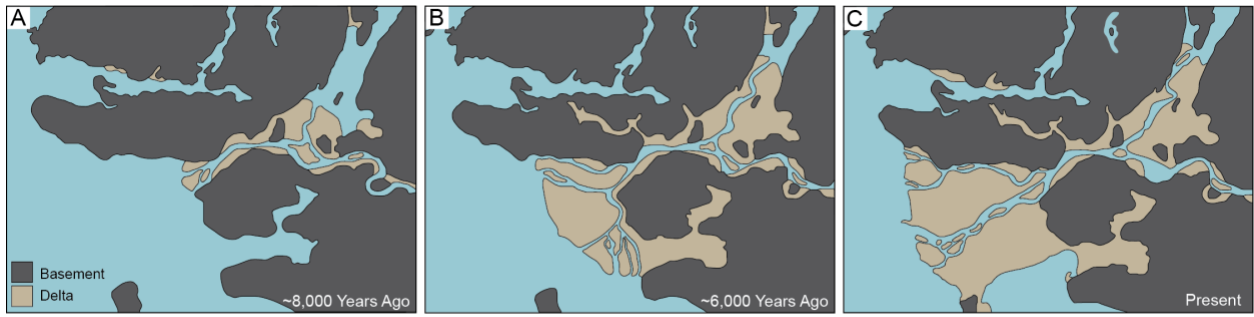 A
B
C
Basement
Delta
~8,000 Years Ago
~6,000 Years Ago
Present